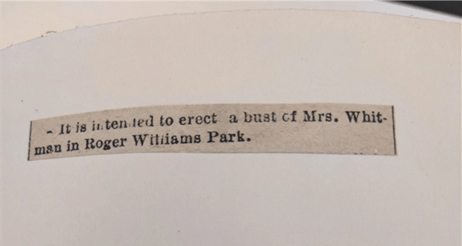 - It is intended to erect a bust of Mrs. Whit-
man in Roger Williams Park.